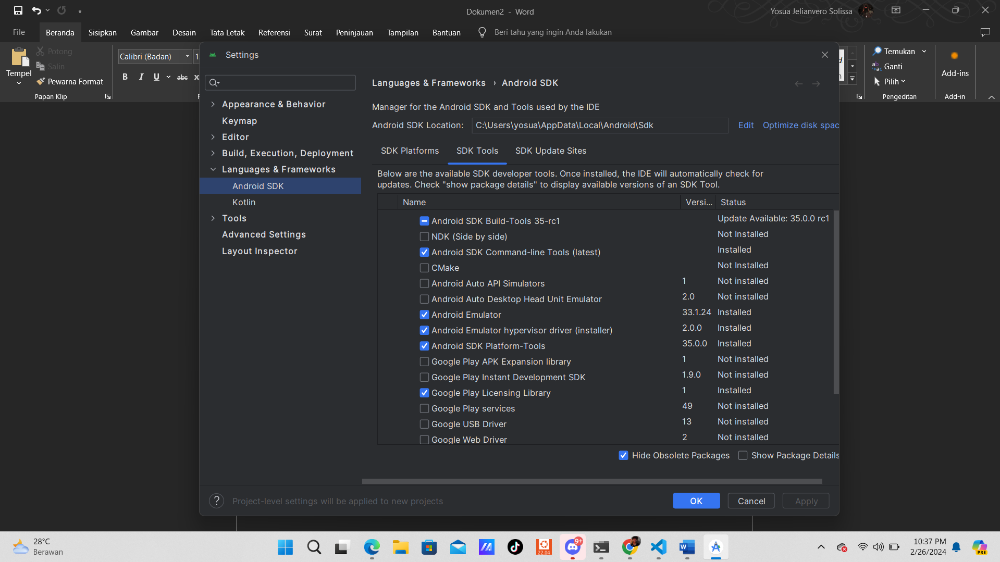 Dokumen2 - Word
Yosua Jelianvero Solissa
File
Beranda
Sisipkan
Gambar
Desain
Tata Letak
Referensi
Surat
Peninjauan
Tampilan
Bantuan
Beri tahu yang ingin Anda lakukan
Tempel
Potong
Salin
Pewarna Format
Papan Klip
Calibri (Badan)
B I U abc x
Temukan
Ganti
Pilih
Pengeditan
Add-ins
Add-in
Settings
Appearance & Behavior
Keymap
Editor
Build, Execution, Deployment
Languages & Frameworks
Android SDK
Kotlin
Tools
Advanced Settings
Layout Inspector
Languages & Frameworks › Android SDK
Manager for the Android SDK and Tools used by the IDE
Android SDK Location: C:\Users\yosua\AppData\Local\Android\Sdk Edit Optimize disk spac
SDK Platforms SDK Tools SDK Update Sites
Below are the available SDK developer tools. Once installed, the IDE will automatically check for
updates. Check "show package details" to display available versions of an SDK Tool.
Name Versi... Status
Android SDK Build-Tools 35-rc1 Update Available: 35.0.0 rc1
NDK (Side by side) Not Installed
Android SDK Command-line Tools (latest) Installed
CMake Not Installed
Android Auto API Simulators 1 Not installed
Android Auto Desktop Head Unit Emulator 2.0 Not installed
Android Emulator 33.1.24 Installed
Android Emulator hypervisor driver (installer) 2.0.0 Installed
Android SDK Platform-Tools 35.0.0 Installed
Google Play APK Expansion library 1 Not installed
Google Play Instant Development SDK 1.9.0 Not installed
Google Play Licensing Library 1 Installed
Google Play services 49 Not installed
Google USB Driver 13 Not installed
Google Web Driver 2 Not installed
Hide Obsolete Packages Show Package Details
? Project-level settings will be applied to new projects
OK Cancel Apply
28°C
Berawan
22.04
9+
10:37 PM
2/26/2024
PRE